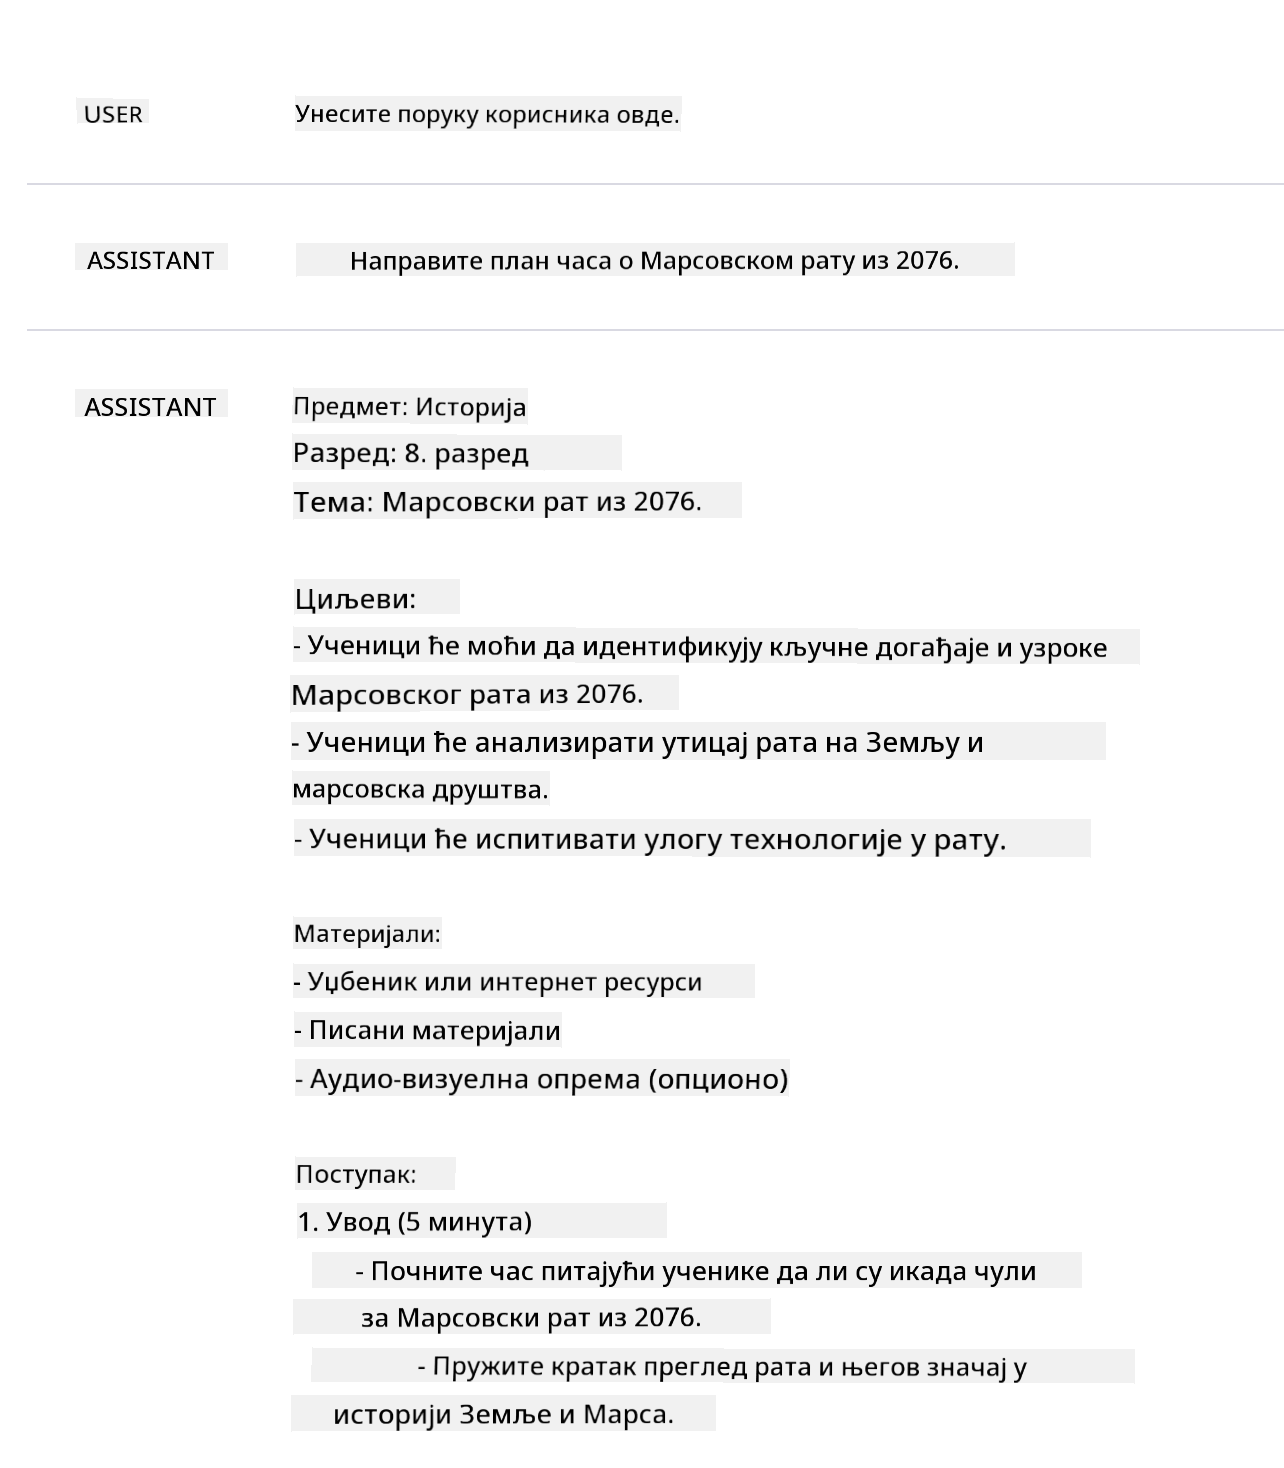 USER
Унесите поруку корисника овде.
ASSISTANT
Направите план часа о Марсовском рату из 2076.
ASSISTANT
Предмет: Историја
Разред: 8. разред
Тема: Марсовски рат из 2076.
Циљеви:
- Ученици ће моћи да идентификују кључне догађаје и узроке
Марсовског рата из 2076.
- Ученици ће анализирати утицај рата на Земљу и
марсовска друштва.
- Ученици ће испитивати улогу технологије у рату.
Материјали:
- Уџбеник или интернет ресурси
- Писани материјали
- Аудио-визуелна опрема (опционо)
Поступак:
1. Увод (5 минута)
- Почните час питајући ученике да ли су икада чули
за Марсовски рат из 2076.
- Пружите кратак преглед рата и његов значај у
историји Земље и Марса.